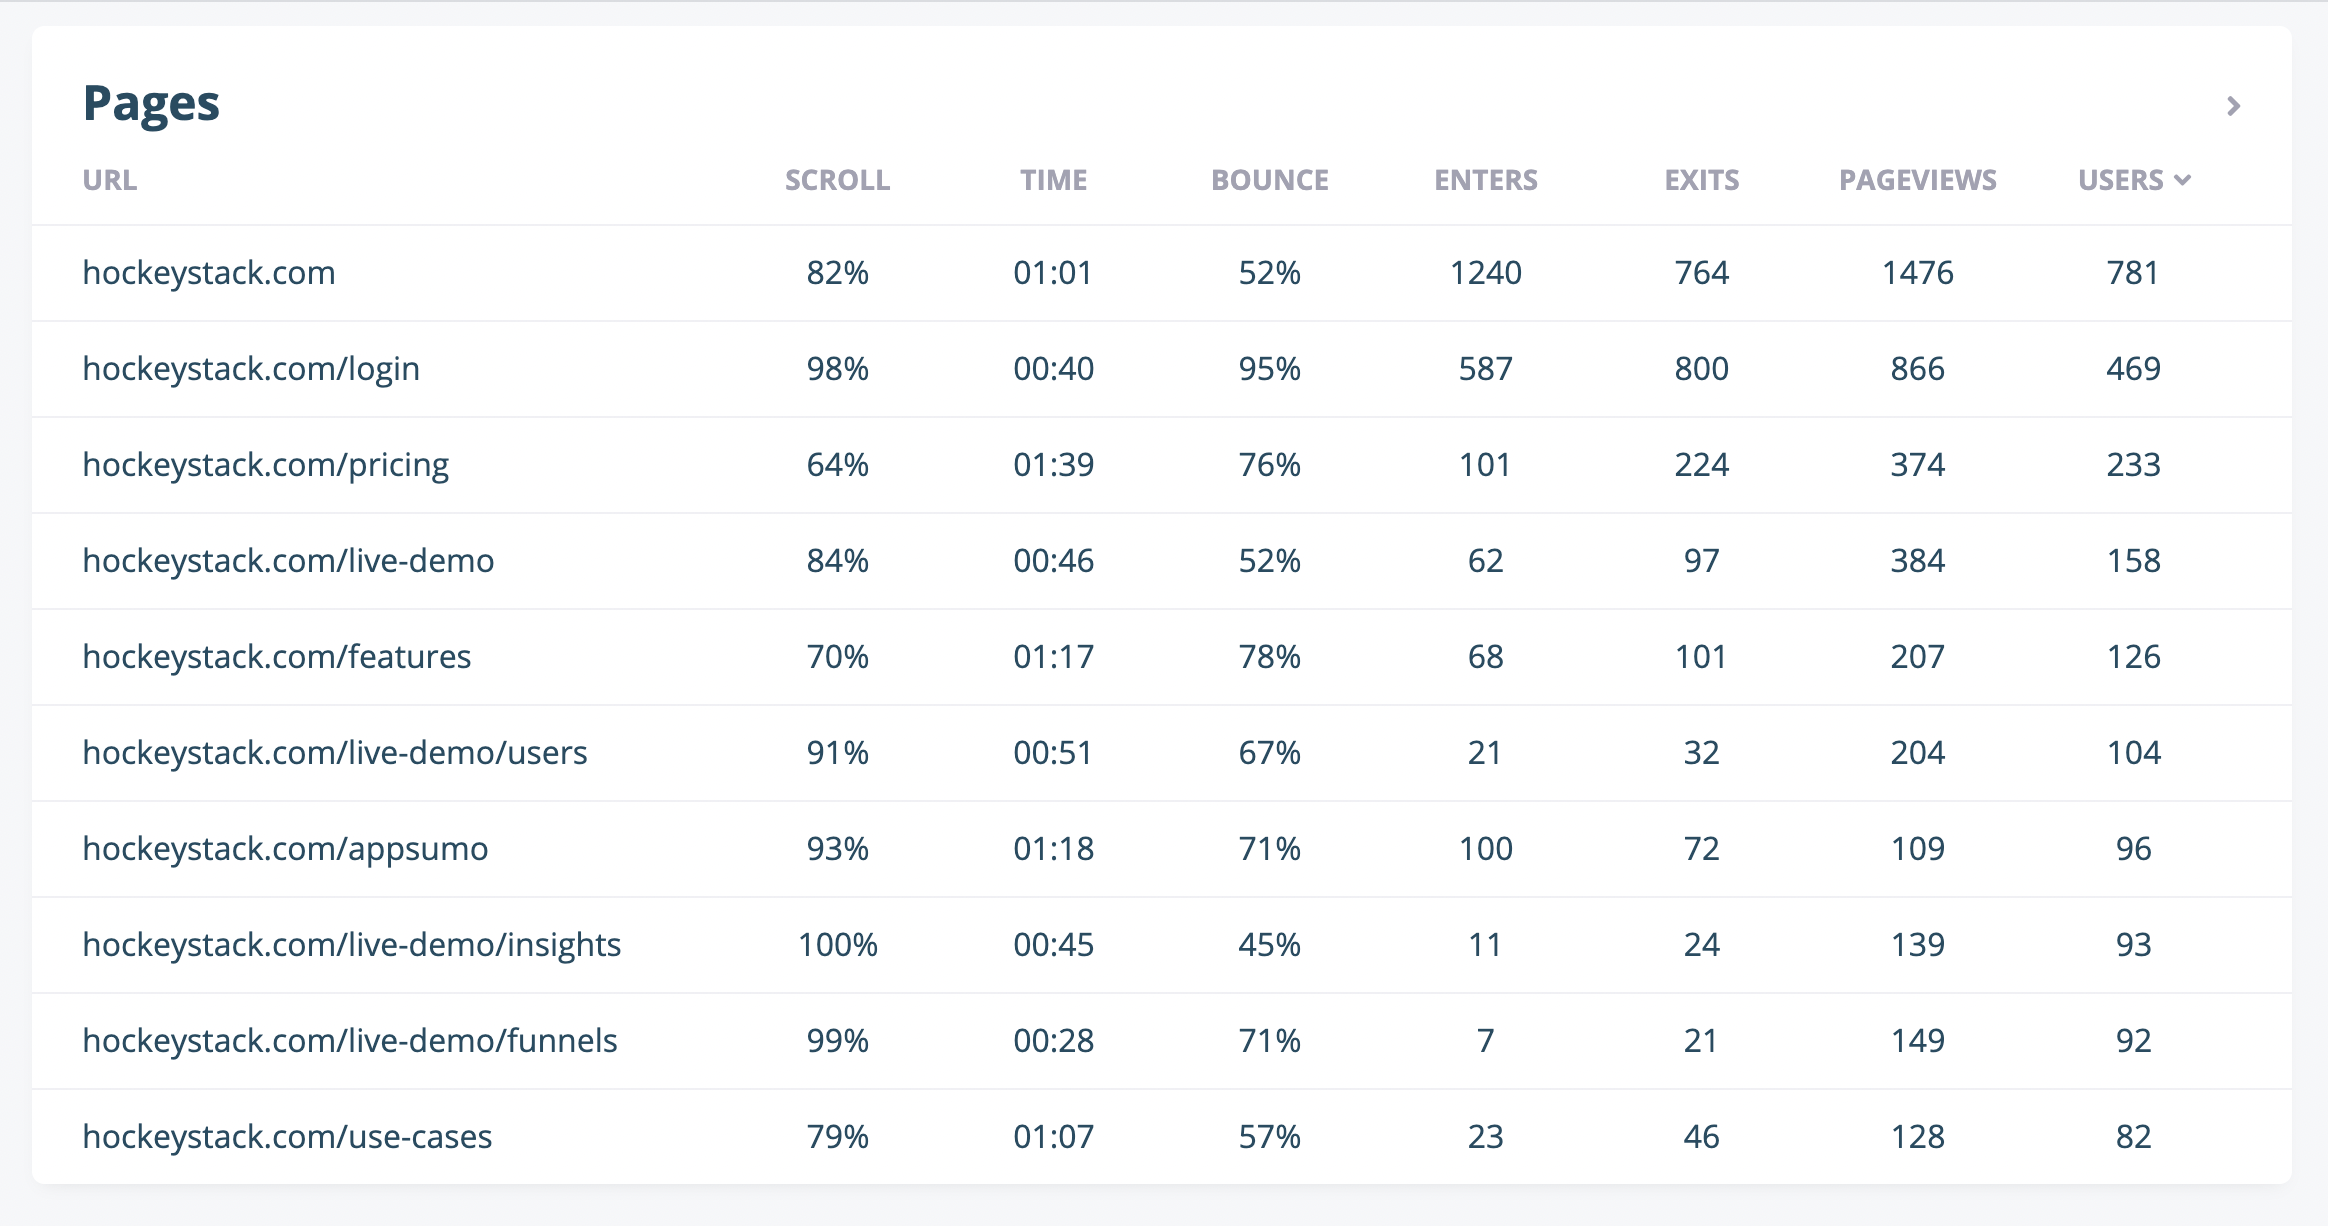 Pages
URL SCROLL TIME BOUNCE ENTERS EXITS PAGEVIEWS USERS
hockeystack.com 82% 01:01 52% 1240 764 1476 781
hockeystack.com/login 98% 00:40 95% 587 800 866 469
hockeystack.com/pricing 64% 01:39 76% 101 224 374 233
hockeystack.com/live-demo 84% 00:46 52% 62 97 384 158
hockeystack.com/features 70% 01:17 78% 68 101 207 126
hockeystack.com/live-demo/users 91% 00:51 67% 21 32 204 104
hockeystack.com/appsumo 93% 01:18 71% 100 72 109 96
hockeystack.com/live-demo/insights 100% 00:45 45% 11 24 139 93
hockeystack.com/live-demo/funnels 99% 00:28 71% 7 21 149 92
hockeystack.com/use-cases 79% 01:07 57% 23 46 128 82